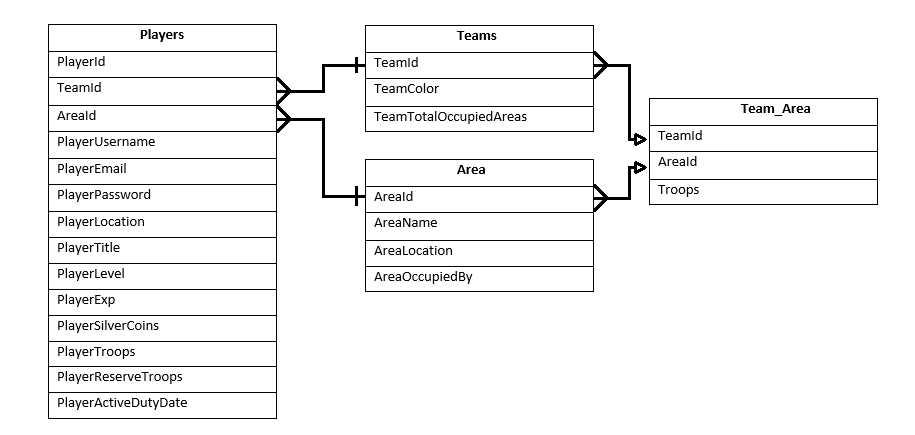 Players
PlayerId
TeamId
AreaId
PlayerUsername
PlayerEmail
PlayerPassword
PlayerLocation
PlayerTitle
PlayerLevel
PlayerExp
PlayerSilverCoins
PlayerTroops
PlayerReserveTroops
PlayerActiveDutyDate
Teams
TeamId
TeamColor
TeamTotalOccupiedAreas
Area
AreaId
AreaName
AreaLocation
AreaOccupiedBy
Team_Area
TeamId
AreaId
Troops